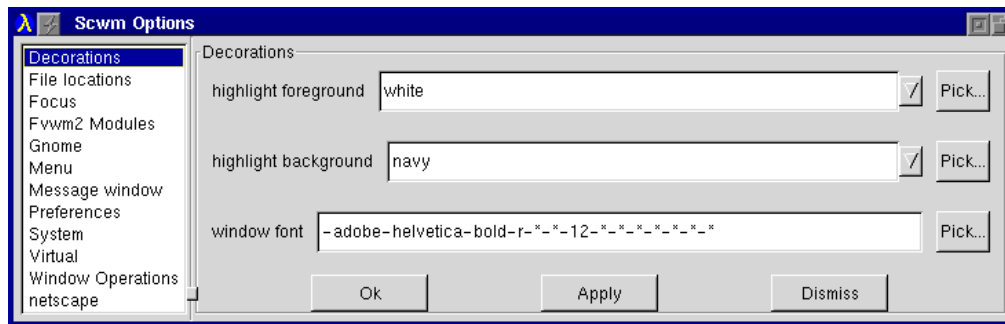 λ Scwm Options
Decorations
File locations
Focus
Fvwm2 Modules
Gnome
Menu
Message window
Preferences
System
Virtual
Window Operations
netscape
Decorations
highlight foreground white Pick...
highlight background navy Pick...
window font -adobe-helvetica-bold-r-*-*-12-*-*-*-*-*-*-*
Pick...
Ok Apply Dismiss